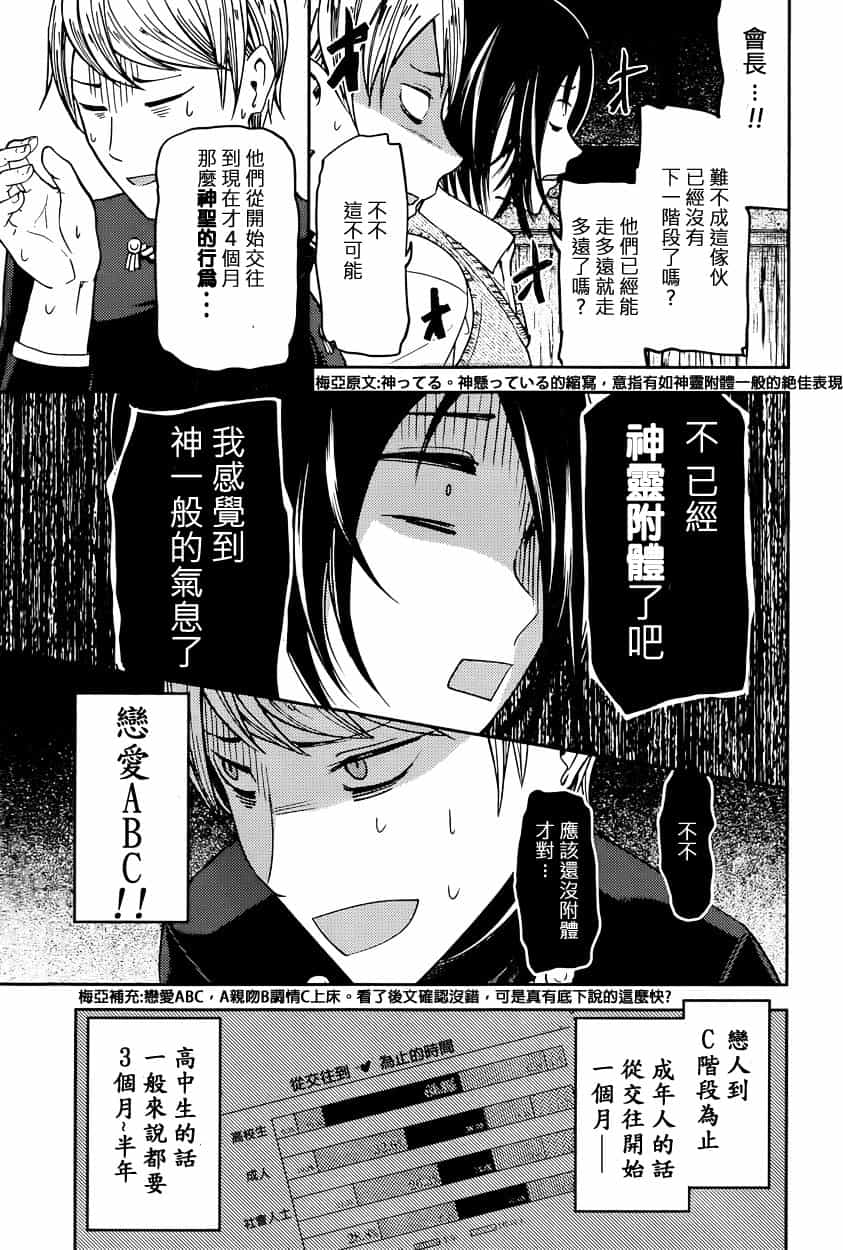 會長…!!
難不成這傢伙
已經沒有
下一階段了嗎?
他們已經能
走多遠就走
多遠了嗎?
オ
オ
オ
不不
這不可能
他們從開始交往
到現在才4個月
那麼神聖的行爲…
梅亞原文:神ってる。神懸っている的縮寫，意指有如神靈附體一般的絶佳表現
不已經
神靈附體了吧
我感覺到
神一般的氣息了
不不
應該還沒附體
才對…
戀愛ABC!!
梅亞補充:戀愛ABC，A親吻B調情C上床。看了後文確認沒錯，可是真有底下說的這麼快?
戀人到
C階段為止
成年人的話
從交往開始
一個月——
從交往到♥為止的時間
高校生
成人
社會人士
高中生的話
一般來說都要
3個月~半年